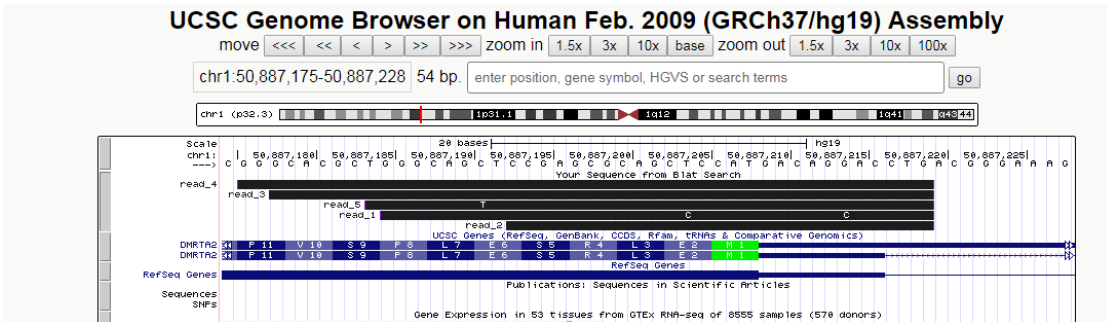 UCSC Genome Browser on Human Feb. 2009 (GRCh37/hg19) Assembly
move <<< << < > >> >>> zoom in 1.5x 3x 10x base zoom out 1.5x 3x 10x 100x
chr1:50,887,175-50,887,228 54 bp. enter position, gene symbol, HGVS or search terms go
chr1 (p32.3) 1p31.1 1q12 1q41 q43 44
Scale 20 bases hg19
chr1: 50,887,180| 50,887,185| 50,887,190| 50,887,195| 50,887,200| 50,887,205| 50,887,210| 50,887,215| 50,887,220| 50,887,225|
--->
Your Sequence from Blat Search
read_4
read_3
read_5 T
read_1 C C
read_2
UCSC Genes (RefSeq, GenBank, CCDS, Rfam, tRNAs & Comparative Genomics)
DMRTA2 P 11 V 10 S 9 P 8 L 7 E 6 S 5 R 4 L 3 E 2 M 1
DMRTA2 P 11 V 10 S 9 P 8 L 7 E 6 S 5 R 4 L 3 E 2 M 1
RefSeq Genes
RefSeq Genes
Publications: Sequences in Scientific Articles
Sequences
SNPs
Gene Expression in 53 tissues from GTEx RNA-seq of 8555 samples (570 donors)